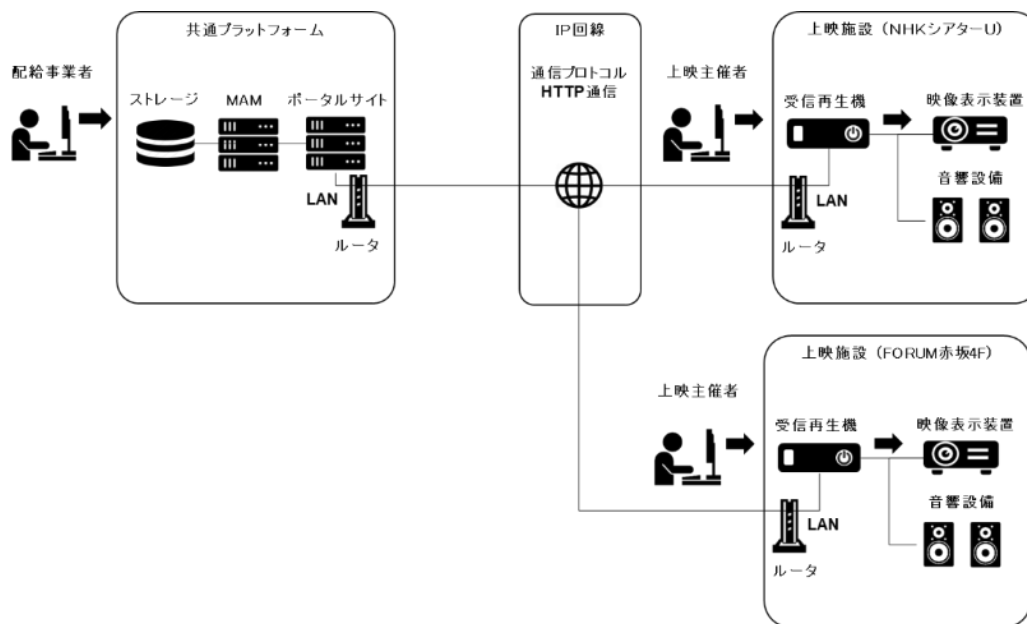 共通プラットフォーム
配給事業者
ストレージ
MAM
ポータルサイト
LAN
ルータ
IP回線
通信プロトコル
HTTP通信
上映主催者
上映施設（NHKシアターU）
受信再生機
映像表示装置
音響設備
LAN
ルータ
上映主催者
上映施設（FORUM赤坂4F）
受信再生機
映像表示装置
音響設備
LAN
ルータ